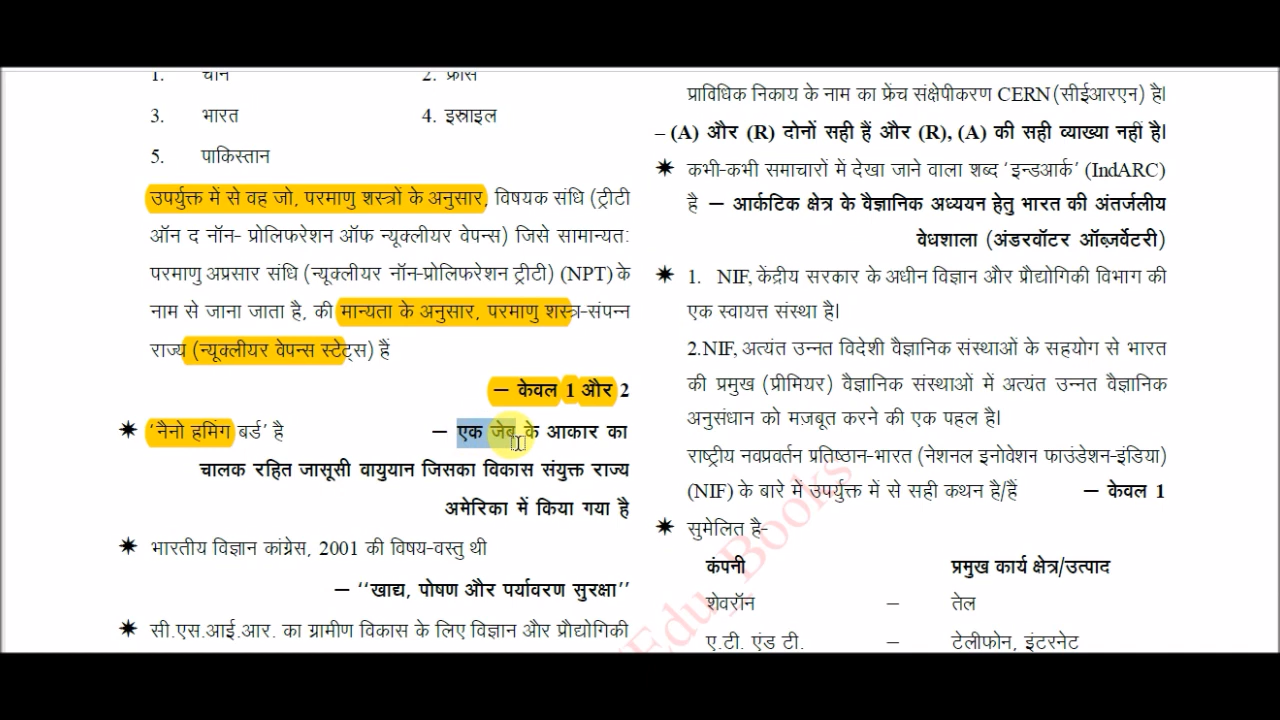 1. चीन 2. फ्रांस
3. भारत 4. इस्राइल
5. पाकिस्तान
उपर्युक्त में से वह जो, परमाणु शस्त्रों के अनुसार, विषयक संधि (ट्रीटी
ऑन द नॉन- प्रोलिफरेशन ऑफ न्यूक्लीयर वेपन्स) जिसे सामान्यतः
परमाणु अप्रसार संधि (न्यूक्लीयर नॉन-प्रोलिफरेशन ट्रीटी) (NPT) के
नाम से जाना जाता है, की मान्यता के अनुसार, परमाणु शस्त्र-संपन्न
राज्य (न्यूक्लीयर वेपन्स स्टेट्स) हैं
– केवल 1 और 2
✷ 'नैनो हमिंग बर्ड' है – एक जेब के आकार का
चालक रहित जासूसी वायुयान जिसका विकास संयुक्त राज्य
अमेरिका में किया गया है
✷ भारतीय विज्ञान कांग्रेस, 2001 की विषय-वस्तु थी
– ‘‘खाद्य, पोषण और पर्यावरण सुरक्षा’’
✷ सी.एस.आई.आर. का ग्रामीण विकास के लिए विज्ञान और प्रौद्योगिकी
प्राविधिक निकाय के नाम का फ्रेंच संक्षेपीकरण CERN (सीईआरएन) है।
– (A) और (R) दोनों सही हैं और (R), (A) की सही व्याख्या नहीं है।
✷ कभी-कभी समाचारों में देखा जाने वाला शब्द 'इन्डआर्क' (IndARC)
है – आर्कटिक क्षेत्र के वैज्ञानिक अध्ययन हेतु भारत की अंतर्जलीय
वेधशाला (अंडरवॉटर ऑब्ज़र्वेटरी)
✷ 1. NIF, केंद्रीय सरकार के अधीन विज्ञान और प्रौद्योगिकी विभाग की
एक स्वायत्त संस्था है।
2.NIF, अत्यंत उन्नत विदेशी वैज्ञानिक संस्थाओं के सहयोग से भारत
की प्रमुख (प्रीमियर) वैज्ञानिक संस्थाओं में अत्यंत उन्नत वैज्ञानिक
अनुसंधान को मज़बूत करने की एक पहल है।
राष्ट्रीय नवप्रवर्तन प्रतिष्ठान-भारत (नेशनल इनोवेशन फाउंडेशन-इंडिया)
(NIF) के बारे में उपर्युक्त में से सही कथन है/हैं – केवल 1
✷ सुमेलित है-
कंपनी प्रमुख कार्य क्षेत्र/उत्पाद
शेवरॉन – तेल
ए.टी. एंड टी. – टेलीफोन, इंटरनेट
Edu_Books